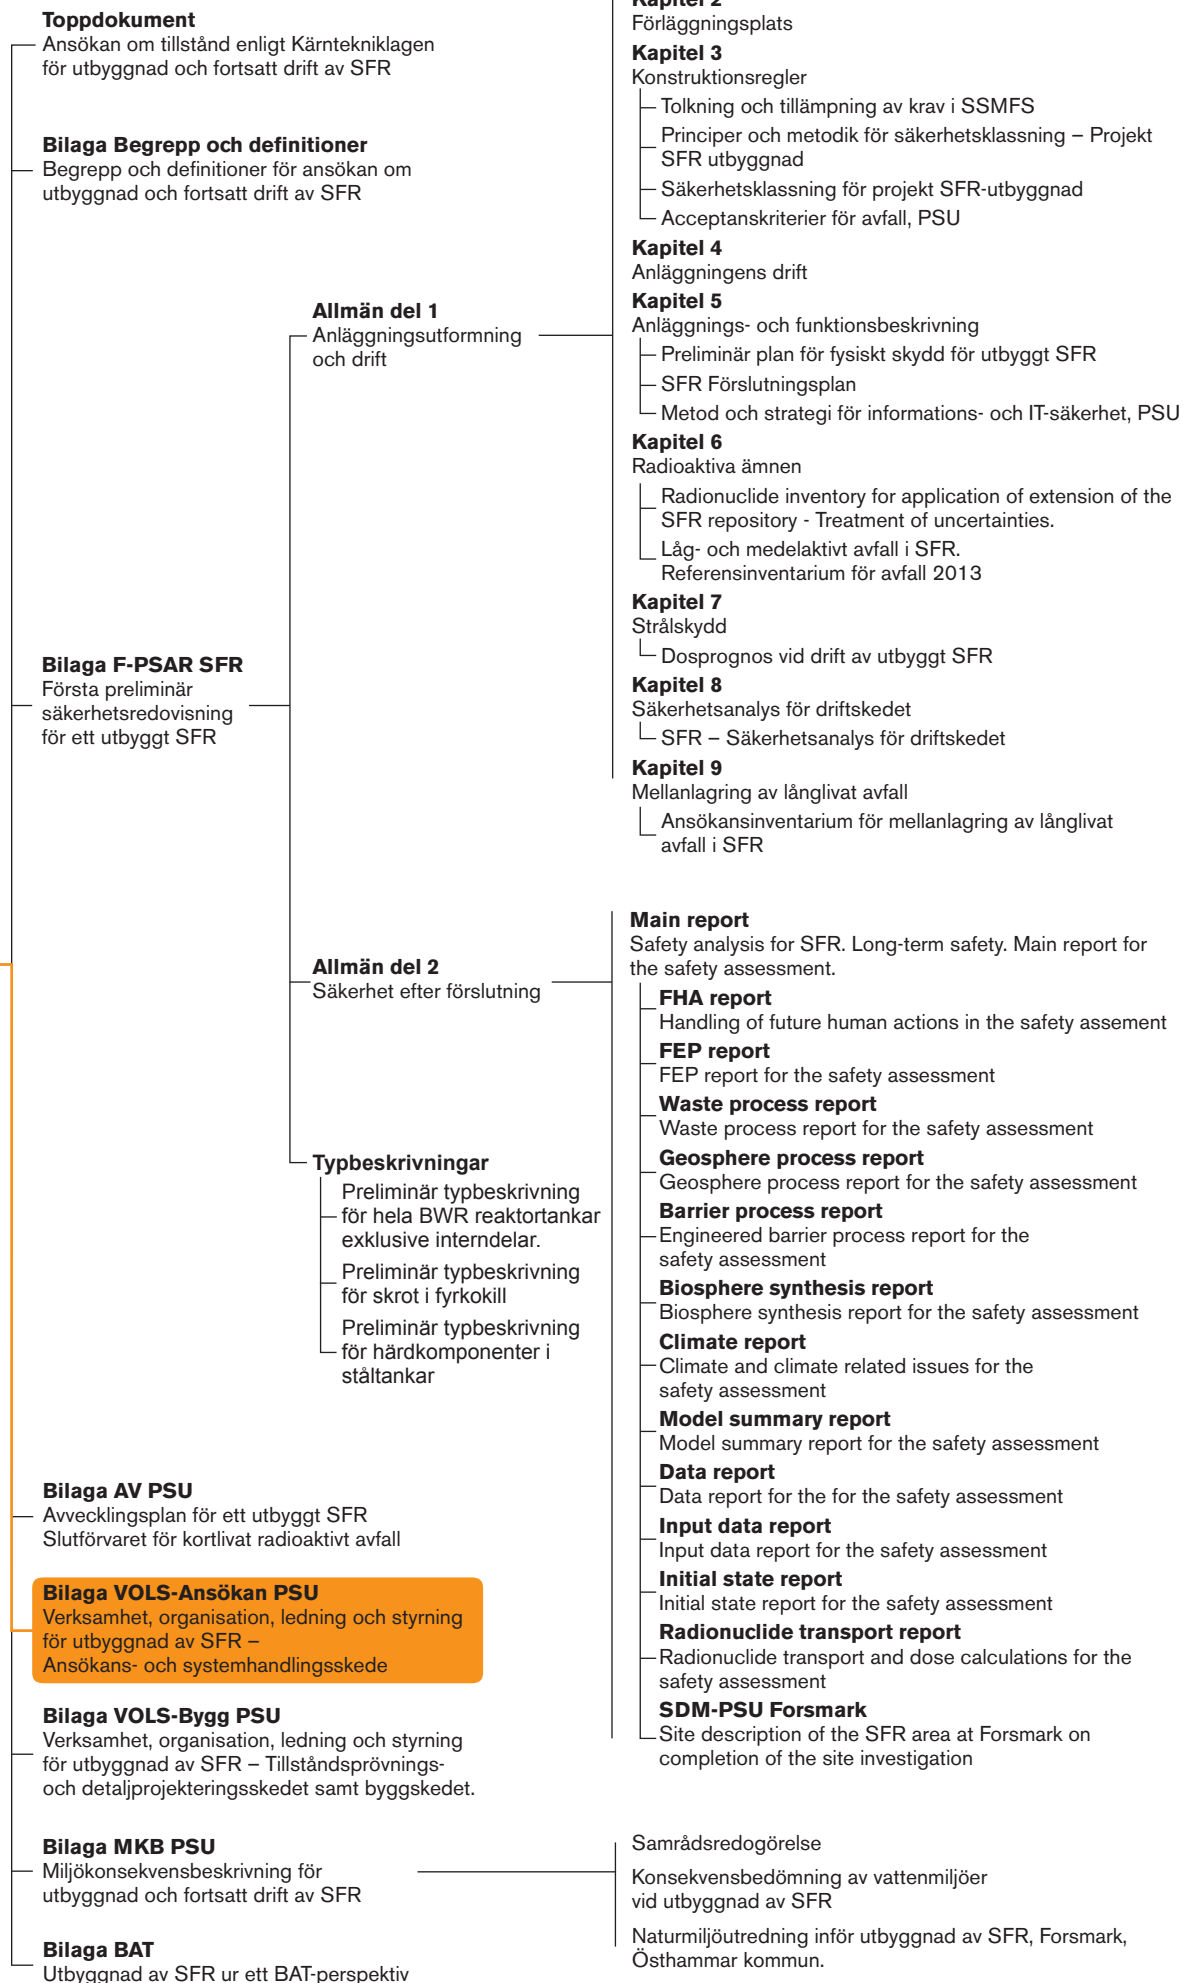 Toppdokument
Ansökan om tillstånd enligt Kärntekniklagen
för utbyggnad och fortsatt drift av SFR
Bilaga Begrepp och definitioner
Begrepp och definitioner för ansökan om
utbyggnad och fortsatt drift av SFR
Bilaga F-PSAR SFR
Första preliminär
säkerhetsredovisning
för ett utbyggt SFR
Allmän del 1
Anläggningsutformning
och drift
Kapitel 2
Förläggningsplats
Kapitel 3
Konstruktionsregler
Tolkning och tillämpning av krav i SSMFS
Principer och metodik för säkerhetsklassning – Projekt
SFR utbyggnad
Säkerhetsklassning för projekt SFR-utbyggnad
Acceptanskriterier för avfall, PSU
Kapitel 4
Anläggningens drift
Kapitel 5
Anläggnings- och funktionsbeskrivning
Preliminär plan för fysiskt skydd för utbyggt SFR
SFR Förslutningsplan
Metod och strategi för informations- och IT-säkerhet, PSU
Kapitel 6
Radioaktiva ämnen
Radionuclide inventory for application of extension of the
SFR repository - Treatment of uncertainties.
Låg- och medelaktivt avfall i SFR.
Referensinventarium för avfall 2013
Kapitel 7
Strålskydd
Dosprognos vid drift av utbyggt SFR
Kapitel 8
Säkerhetsanalys för driftskedet
SFR – Säkerhetsanalys för driftskedet
Kapitel 9
Mellanlagring av långlivat avfall
Ansökansinventarium för mellanlagring av långlivat
avfall i SFR
Allmän del 2
Säkerhet efter förslutning
Main report
Safety analysis for SFR. Long-term safety. Main report for
the safety assessment.
FHA report
Handling of future human actions in the safety assement
FEP report
FEP report for the safety assessment
Waste process report
Waste process report for the safety assessment
Geosphere process report
Geosphere process report for the safety assessment
Barrier process report
Engineered barrier process report for the
safety assessment
Biosphere synthesis report
Biosphere synthesis report for the safety assessment
Climate report
Climate and climate related issues for the
safety assessment
Model summary report
Model summary report for the safety assessment
Data report
Data report for the for the safety assessment
Input data report
Input data report for the safety assessment
Initial state report
Initial state report for the safety assessment
Radionuclide transport report
Radionuclide transport and dose calculations for the
safety assessment
SDM-PSU Forsmark
Site description of the SFR area at Forsmark on
completion of the site investigation
Typbeskrivningar
Preliminär typbeskrivning
för hela BWR reaktortankar
exklusive interndelar.
Preliminär typbeskrivning
för skrot i fyrkokill
Preliminär typbeskrivning
för härdkomponenter i
ståltankar
Bilaga AV PSU
Avvecklingsplan för ett utbyggt SFR
Slutförvaret för kortlivat radioaktivt avfall
Bilaga VOLS-Ansökan PSU
Verksamhet, organisation, ledning och styrning
för utbyggnad av SFR –
Ansökans- och systemhandlingsskede
Bilaga VOLS-Bygg PSU
Verksamhet, organisation, ledning och styrning
för utbyggnad av SFR – Tillståndsprövnings-
och detaljprojekteringsskedet samt byggskedet.
Bilaga MKB PSU
Miljökonsekvensbeskrivning för
utbyggnad och fortsatt drift av SFR
Samrådsredogörelse
Konsekvensbedömning av vattenmiljöer
vid utbyggnad av SFR
Naturmiljöutredning inför utbyggnad av SFR, Forsmark,
Östhammar kommun.
Bilaga BAT
Utbyggnad av SFR ur ett BAT-perspektiv